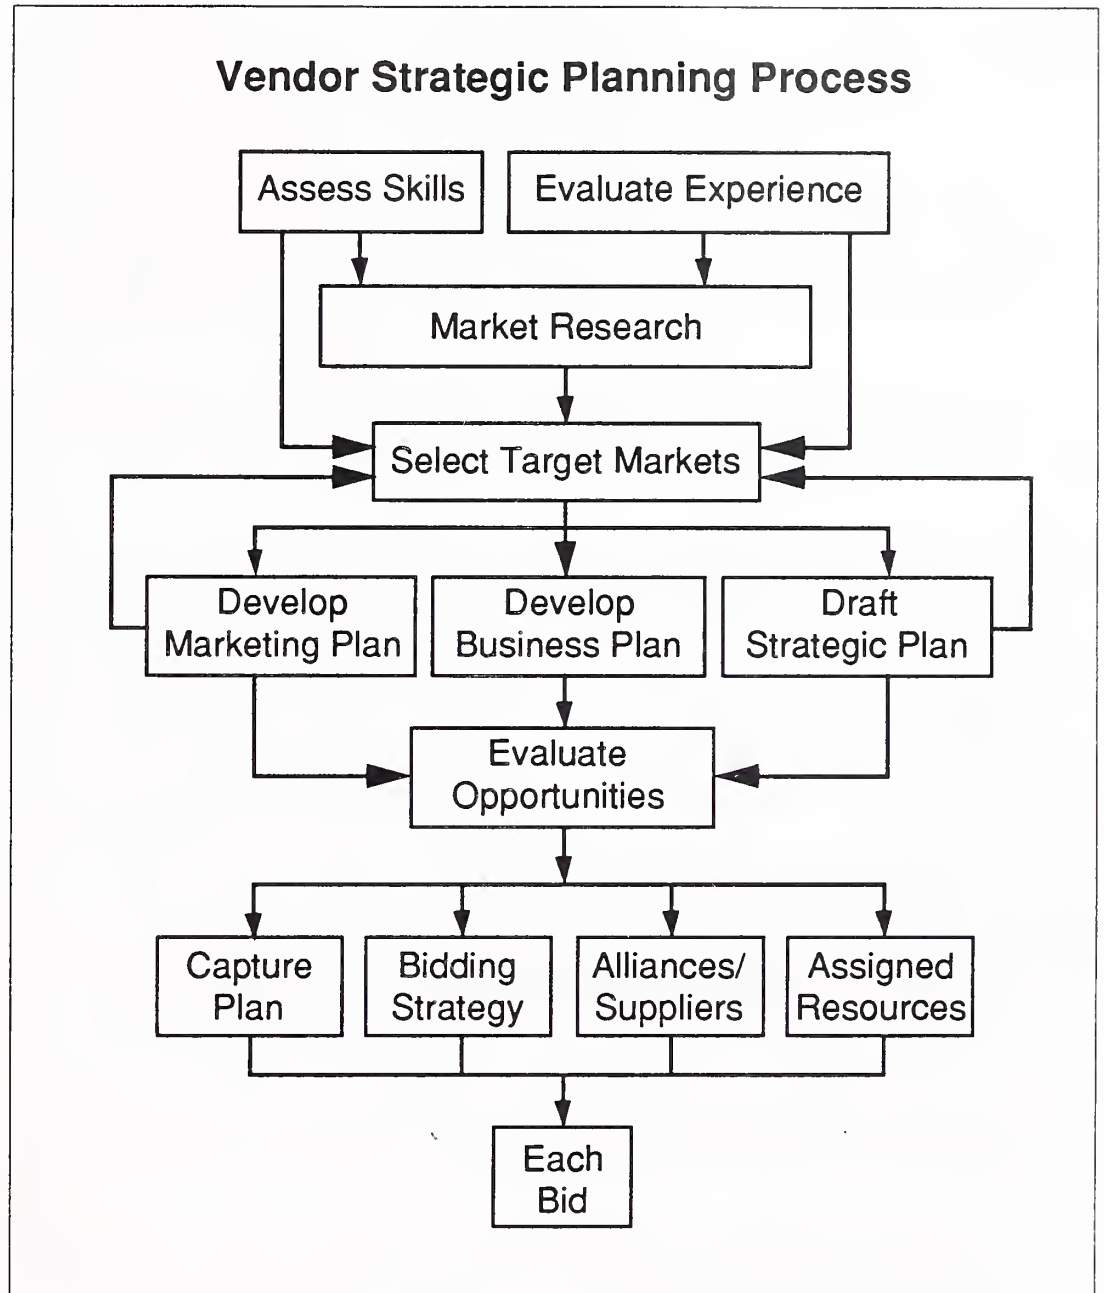 Vendor Strategic Planning Process
Assess Skills
Evaluate Experience
Market Research
Select Target Markets
Develop
Marketing Plan
Develop
Business Plan
Draft
Strategic Plan
Evaluate
Opportunities
Capture
Plan
Bidding
Strategy
Alliances/
Suppliers
Assigned
Resources
Each
Bid